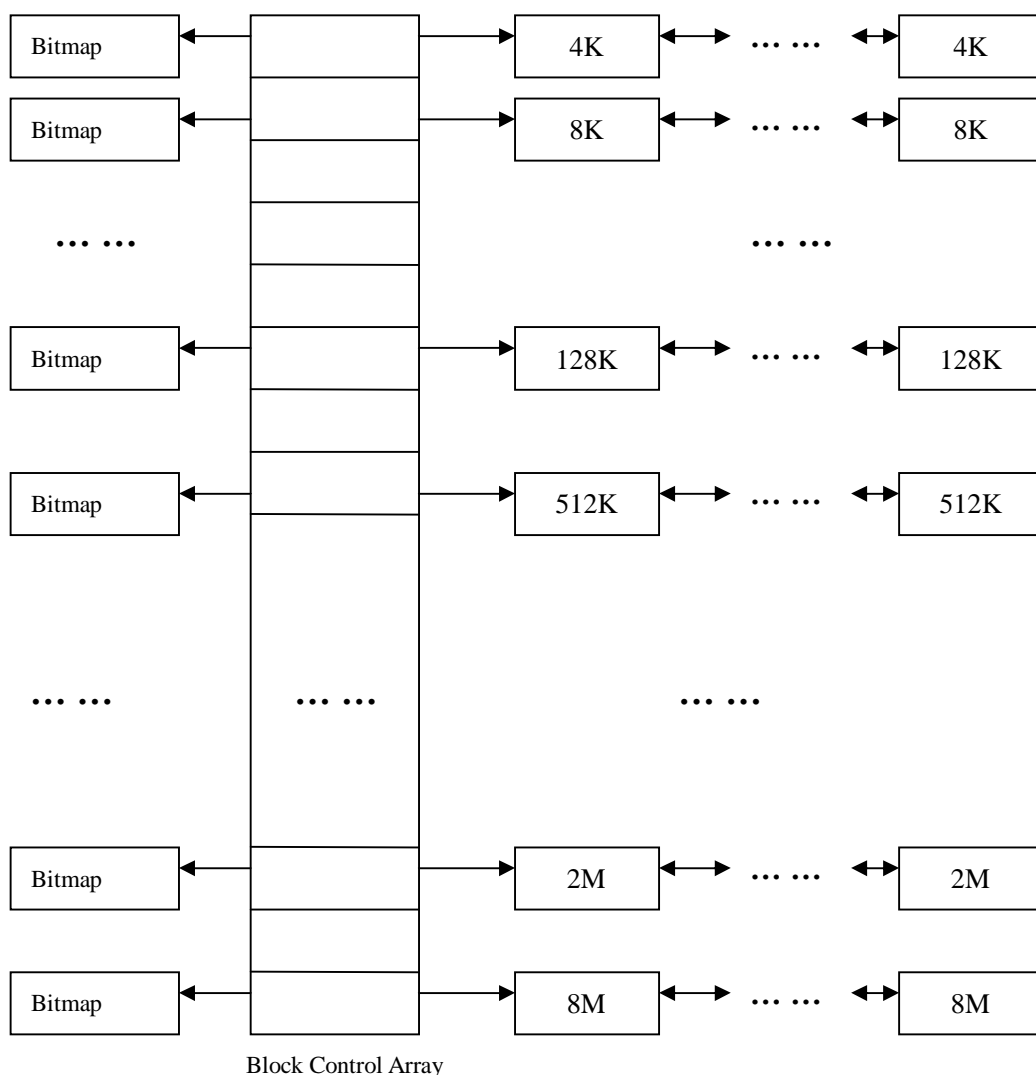 Bitmap 4K … … 4K
Bitmap 8K … … 8K
… … … …
Bitmap 128K … … 128K
Bitmap 512K … … 512K
… … … … … …
Bitmap 2M … … 2M
Bitmap 8M … … 8M
Block Control Array